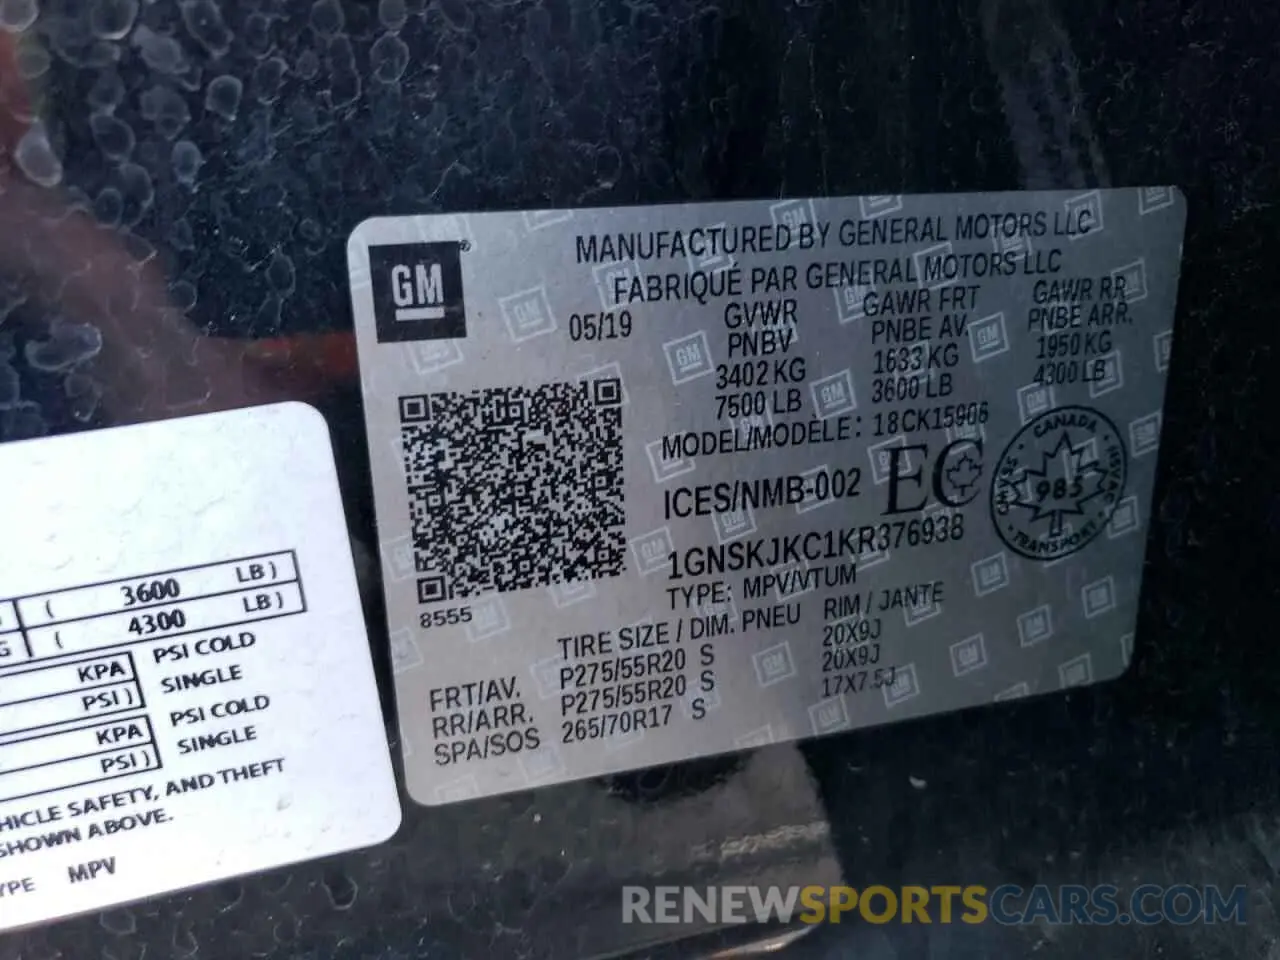 GM®
MANUFACTURED BY GENERAL MOTORS LLC
FABRIQUÉ PAR GENERAL MOTORS LLC
05/19
GVWR
PNBV
3402 KG
7500 LB
GAWR FRT
PNBE AV.
1633 KG
3600 LB
GAWR RR
PNBE ARR.
1950 KG
4300 LB
MODEL/MODÈLE: 18CK15906
ICES/NMB-002 EC
CANADA
CMVSS
985
NSVAC
TRANSPORT
1GNSKJKC1KR376938
TYPE: MPV/VTUM
8555
TIRE SIZE / DIM. PNEU RIM / JANTE
FRT/AV. P275/55R20 S 20X9J
RR/ARR. P275/55R20 S 20X9J
SPA/SOS 265/70R17 S 17X7.5J
( 3600 LB)
G ( 4300 LB)
KPA PSI COLD
PSI) SINGLE
KPA PSI COLD
PSI) SINGLE
HICLE SAFETY, AND THEFT
SHOWN ABOVE.
YPE MPV
RENEWSPORTSCARS.COM